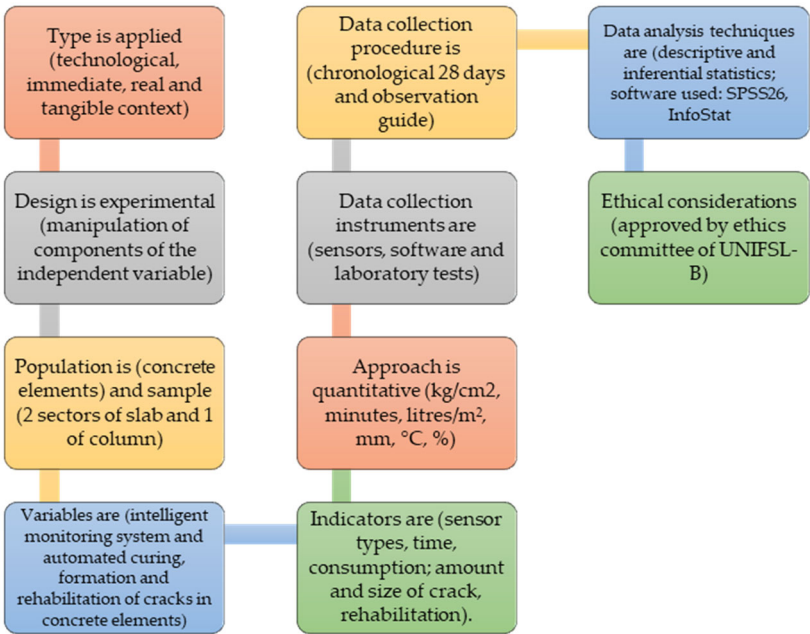 Type is applied
(technological,
immediate, real and
tangible context)
Design is experimental
(manipulation of
components of the
independent variable)
Population is (concrete
elements) and sample
(2 sectors of slab and 1
of column)
Variables are (intelligent
monitoring system and
automated curing,
formation and
rehabilitation of cracks in
concrete elements)
Indicators are (sensor
types, time,
consumption; amount
and size of crack,
rehabilitation).
Approach is
quantitative (kg/cm2,
minutes, litres/m²,
mm, °C, %)
Data collection
instruments are
(sensors, software and
laboratory tests)
Data collection
procedure is
(chronological 28 days
and observation
guide)
Data analysis techniques
are (descriptive and
inferential statistics;
software used: SPSS26,
InfoStat
Ethical considerations
(approved by ethics
committee of UNIFSL-
B)